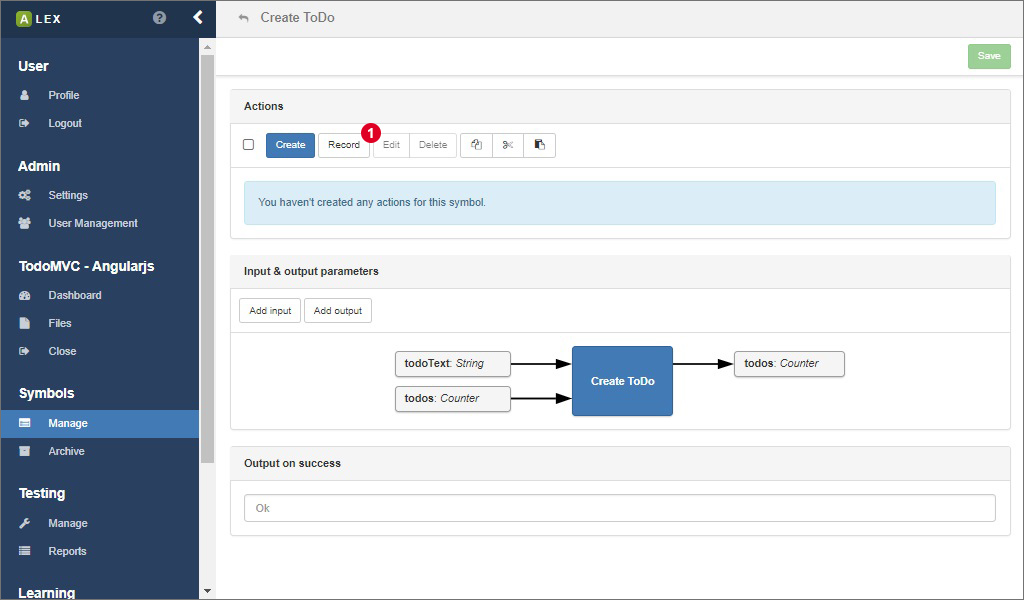 A LEX
?
Create ToDo
Save
User
Profile
Logout
Admin
Settings
User Management
TodoMVC - Angularjs
Dashboard
Files
Close
Symbols
Manage
Archive
Testing
Manage
Reports
Learning
Actions
Create
Record
1
Edit
Delete
You haven't created any actions for this symbol.
Input & output parameters
Add input
Add output
todoText: String
todos: Counter
Create ToDo
todos: Counter
Output on success
Ok